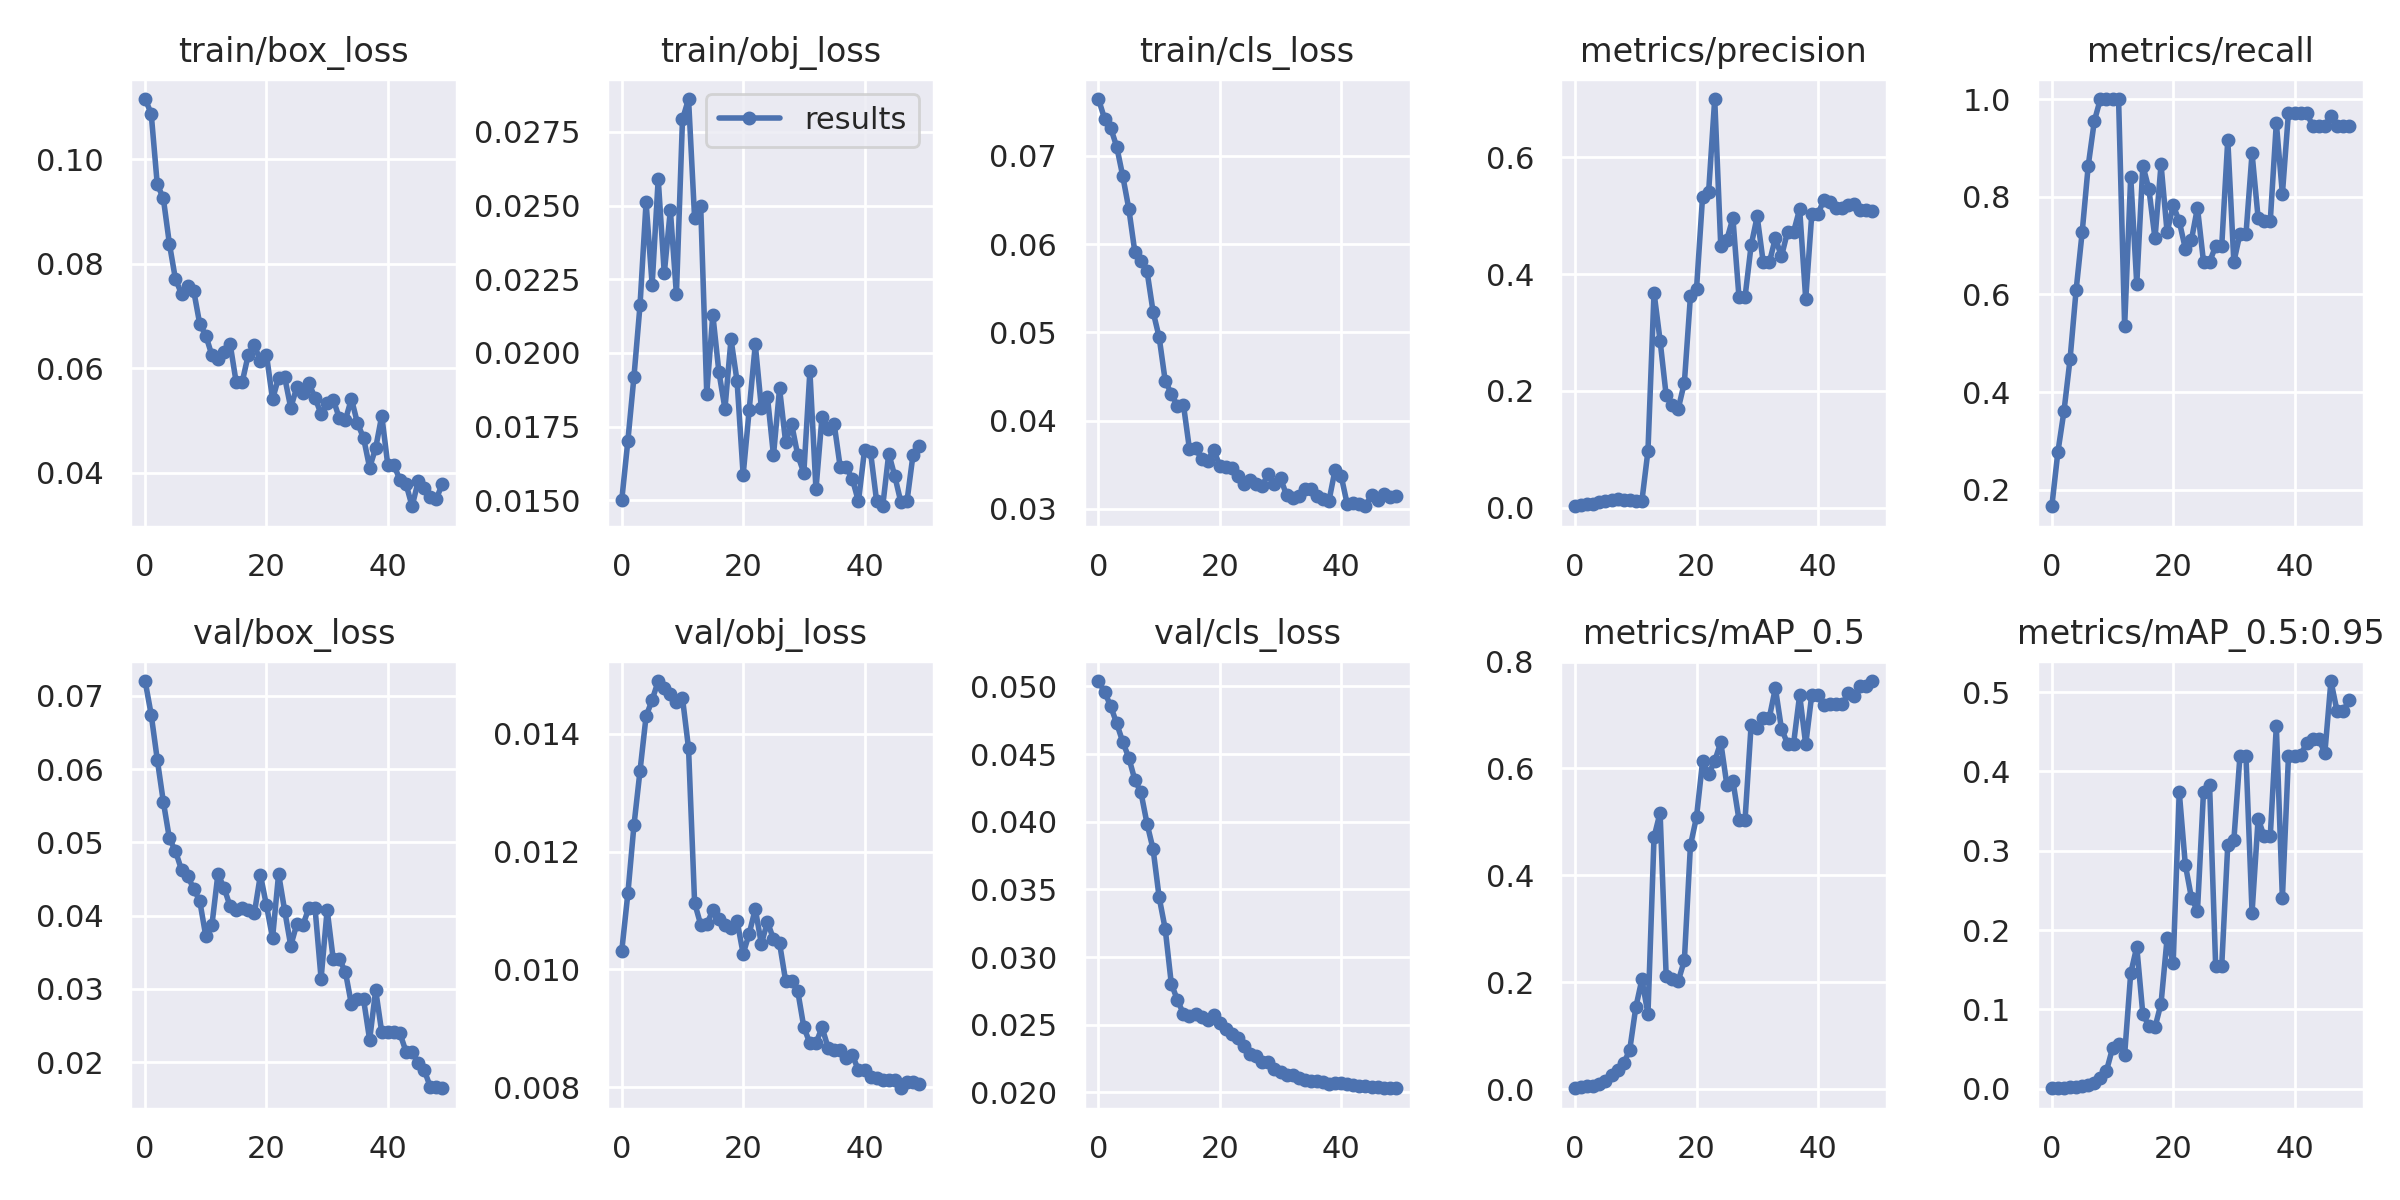 train/box_loss
train/obj_loss
train/cls_loss
metrics/precision
metrics/recall
results
0.10
0.08
0.06
0.04
0 20 40
0.0275
0.0250
0.0225
0.0200
0.0175
0.0150
0 20 40
0.07
0.06
0.05
0.04
0.03
0 20 40
0.6
0.4
0.2
0.0
0 20 40
1.0
0.8
0.6
0.4
0.2
0 20 40
val/box_loss
val/obj_loss
val/cls_loss
metrics/mAP_0.5
metrics/mAP_0.5:0.95
0.07
0.06
0.05
0.04
0.03
0.02
0 20 40
0.014
0.012
0.010
0.008
0 20 40
0.050
0.045
0.040
0.035
0.030
0.025
0.020
0 20 40
0.8
0.6
0.4
0.2
0.0
0 20 40
0.5
0.4
0.3
0.2
0.1
0.0
0 20 40